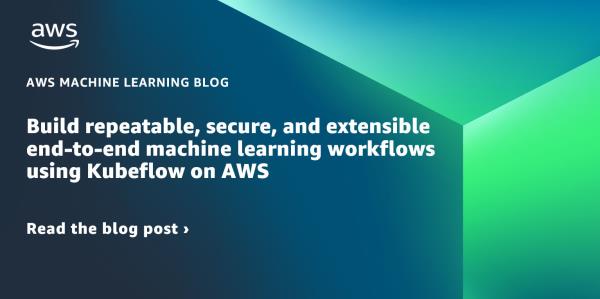 aws
AWS MACHINE LEARNING BLOG
Build repeatable, secure, and extensible
end-to-end machine learning workflows
using Kubeflow on AWS
Read the blog post ›